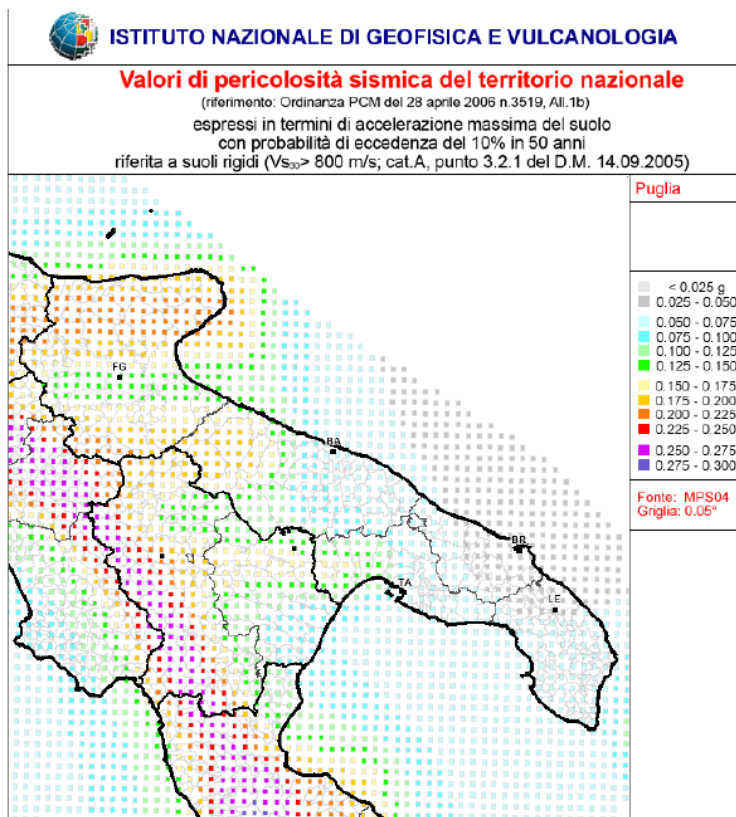 ISTITUTO NAZIONALE DI GEOFISICA E VULCANOLOGIA
Valori di pericolosità sismica del territorio nazionale
(riferimento: Ordinanza PCM del 28 aprile 2006 n.3519, All.1b)
espressi in termini di accelerazione massima del suolo
con probabilità di eccedenza del 10% in 50 anni
riferita a suoli rigidi (Vs₃₀> 800 m/s; cat.A, punto 3.2.1 del D.M. 14.09.2005)
Puglia
< 0.025 g
0.025 - 0.050
0.050 - 0.075
0.075 - 0.100
0.100 - 0.125
0.125 - 0.150
0.150 - 0.175
0.175 - 0.200
0.200 - 0.225
0.225 - 0.250
0.250 - 0.275
0.275 - 0.300
Fonte: MPS04
Griglia: 0.05°
FG
BA
BR
TA
LE